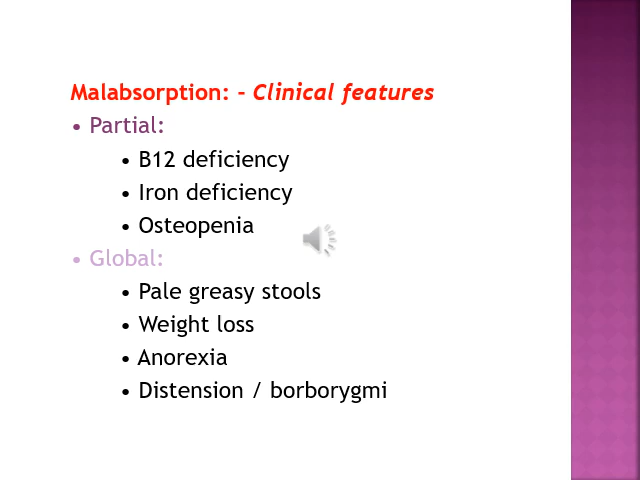 Malabsorption: - Clinical features
• Partial:
• B12 deficiency
• Iron deficiency
• Osteopenia
• Global:
• Pale greasy stools
• Weight loss
• Anorexia
• Distension / borborygmi